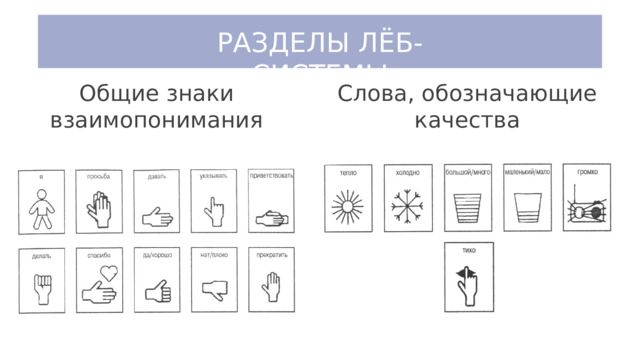 РАЗДЕЛЫ ЛЁБ-
СИСТЕМЫ
Общие знаки
взаимопонимания
Слова, обозначающие
качества
я
просьба
давать
указывать
приветствовать
делать
спасибо
да/хорошо
нет/плохо
прекратить
тепло
холодно
большой/много
маленький/мало
громко
тихо